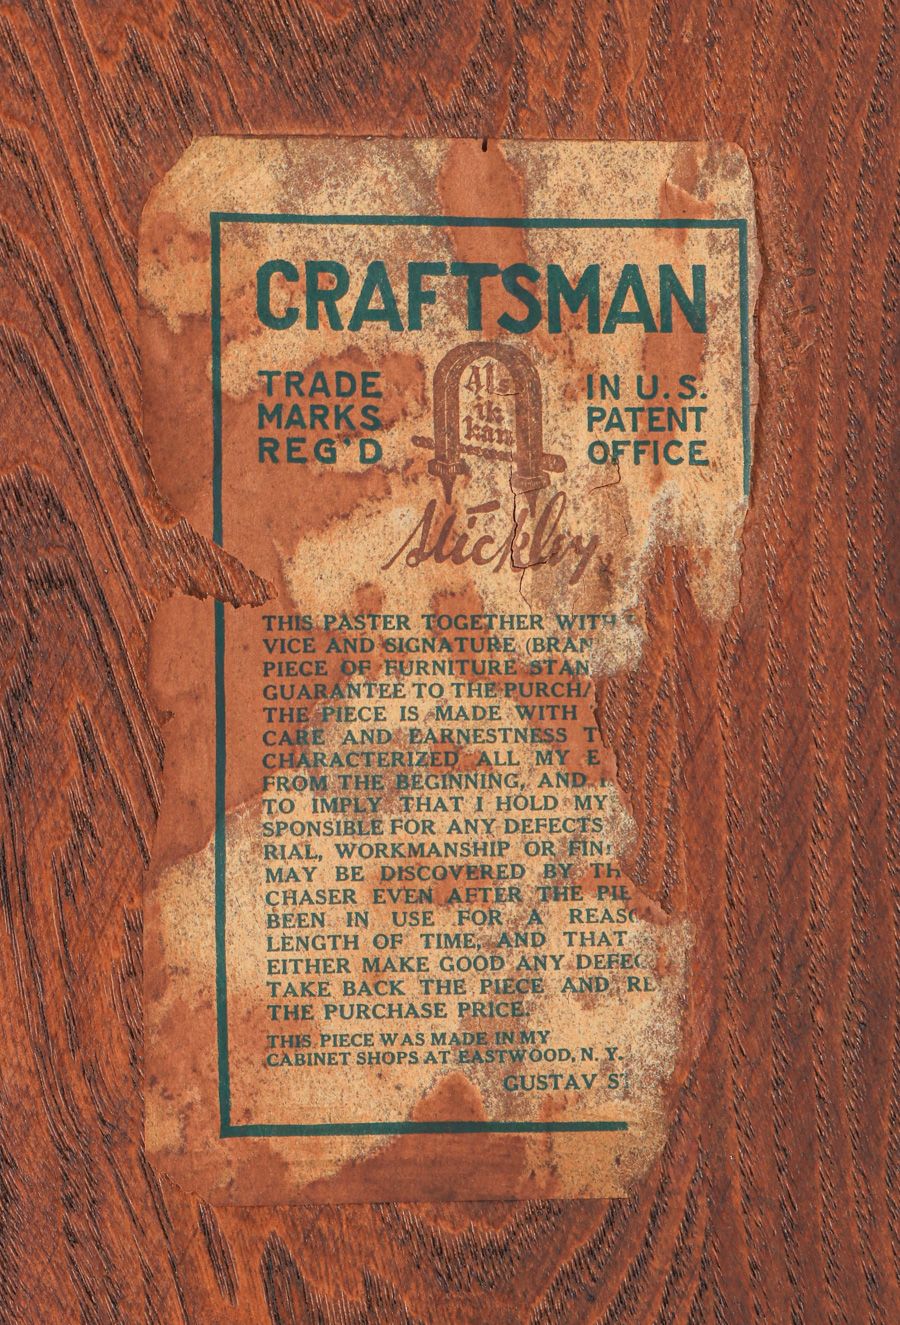 CRAFTSMAN
TRADE
MARKS
REG'D
Als
ik
kan
IN U.S.
PATENT
OFFICE
Stickley
THIS PASTER TOGETHER WITH
VICE AND SIGNATURE (BRAN
PIECE OF FURNITURE STAN
GUARANTEE TO THE PURCH
THE PIECE IS MADE WITH
CARE AND EARNESTNESS T
CHARACTERIZED ALL MY E
FROM THE BEGINNING, AND
TO IMPLY THAT I HOLD MY
SPONSIBLE FOR ANY DEFECTS
RIAL, WORKMANSHIP OR FIN
MAY BE DISCOVERED BY TH
CHASER EVEN AFTER THE PIE
BEEN IN USE FOR A REASO
LENGTH OF TIME, AND THAT
EITHER MAKE GOOD ANY DEFEC
TAKE BACK THE PIECE AND RE
THE PURCHASE PRICE.
THIS PIECE WAS MADE IN MY
CABINET SHOPS AT EASTWOOD, N. Y.
GUSTAV ST